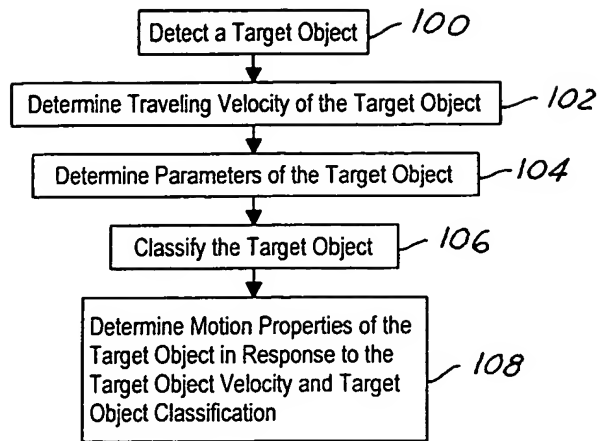 Detect a Target Object
100
Determine Traveling Velocity of the Target Object
102
Determine Parameters of the Target Object
104
Classify the Target Object
106
Determine Motion Properties of the
Target Object in Response to the
Target Object Velocity and Target
Object Classification
108